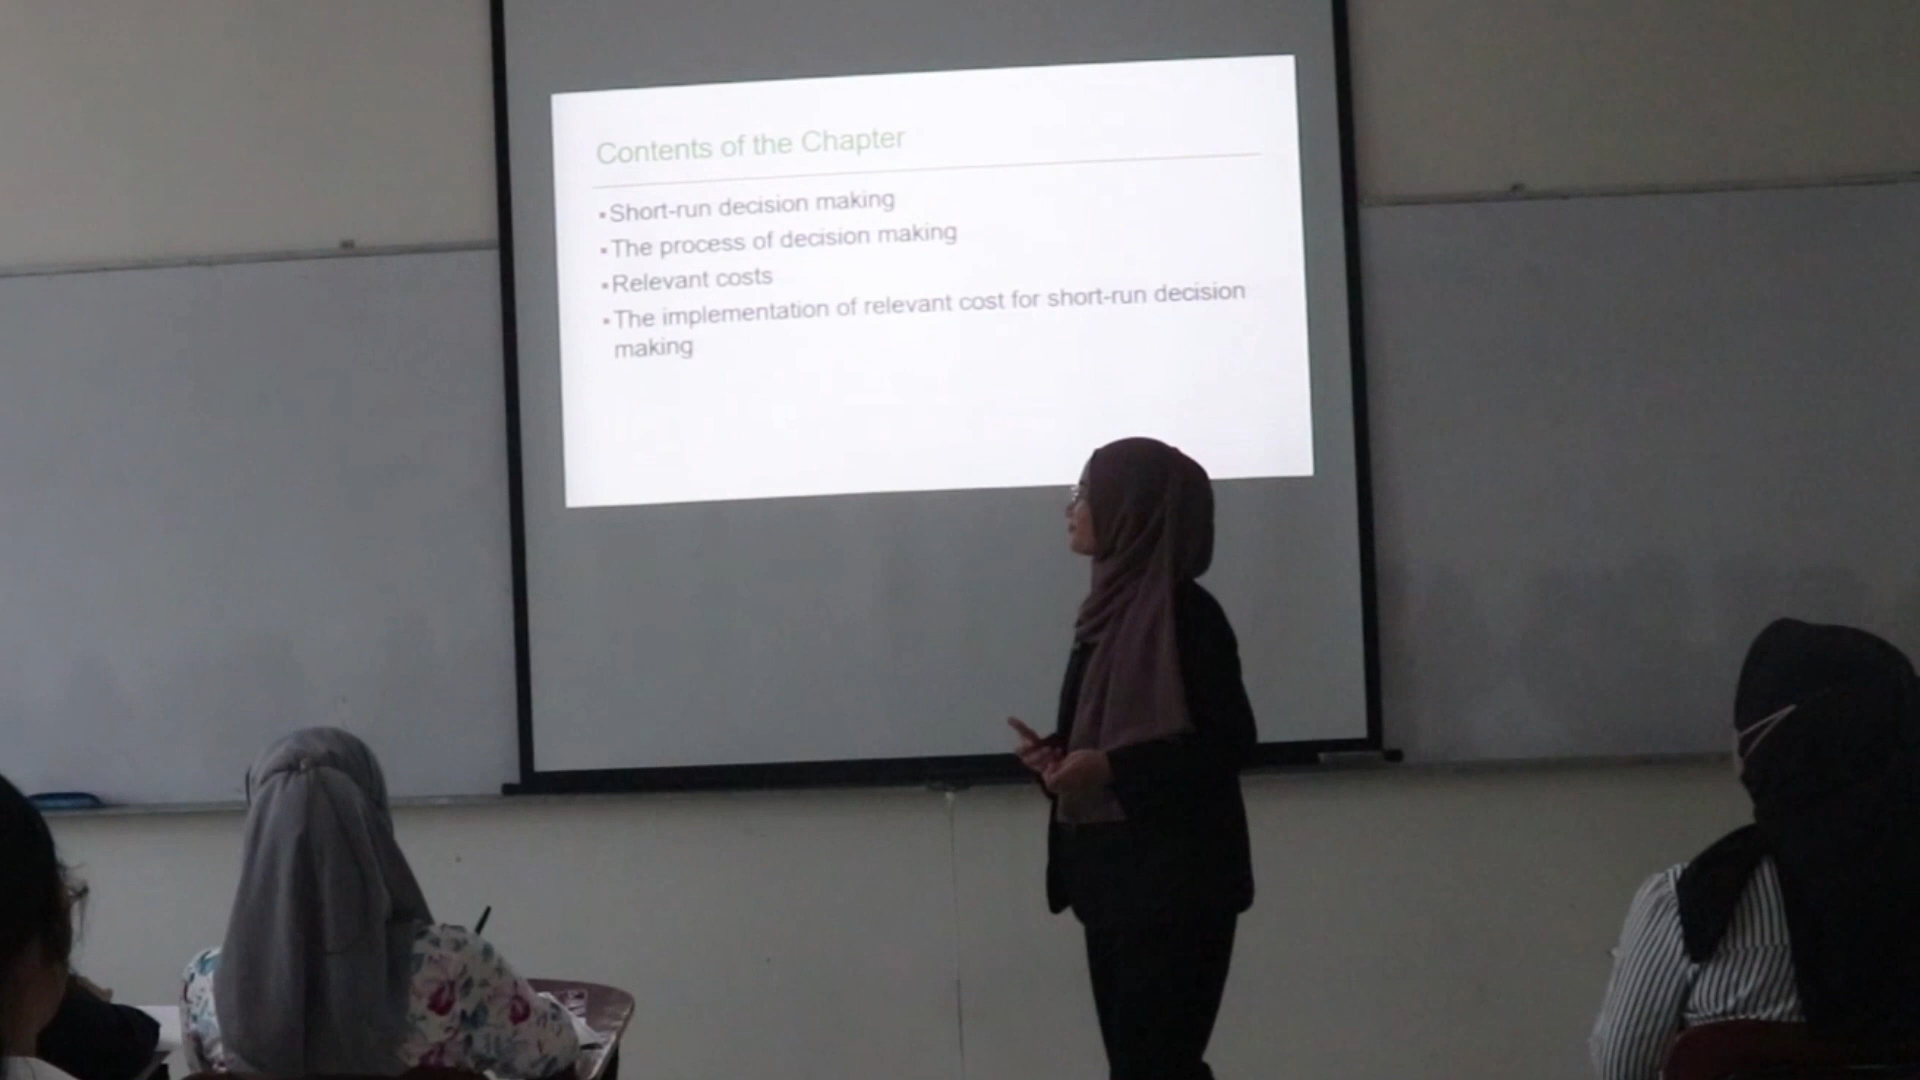 Contents of the Chapter
▪Short-run decision making
▪The process of decision making
▪Relevant costs
▪The implementation of relevant cost for short-run decision
making